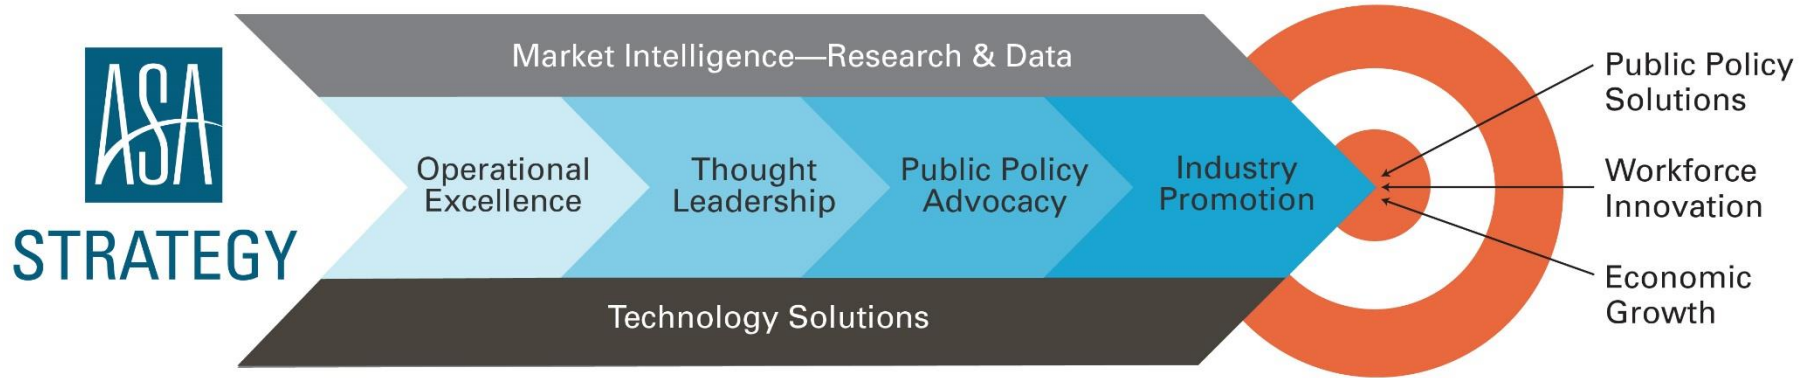 ASA
STRATEGY
Market Intelligence—Research & Data
Operational
Excellence
Thought
Leadership
Public Policy
Advocacy
Industry
Promotion
Technology Solutions
Public Policy
Solutions
Workforce
Innovation
Economic
Growth